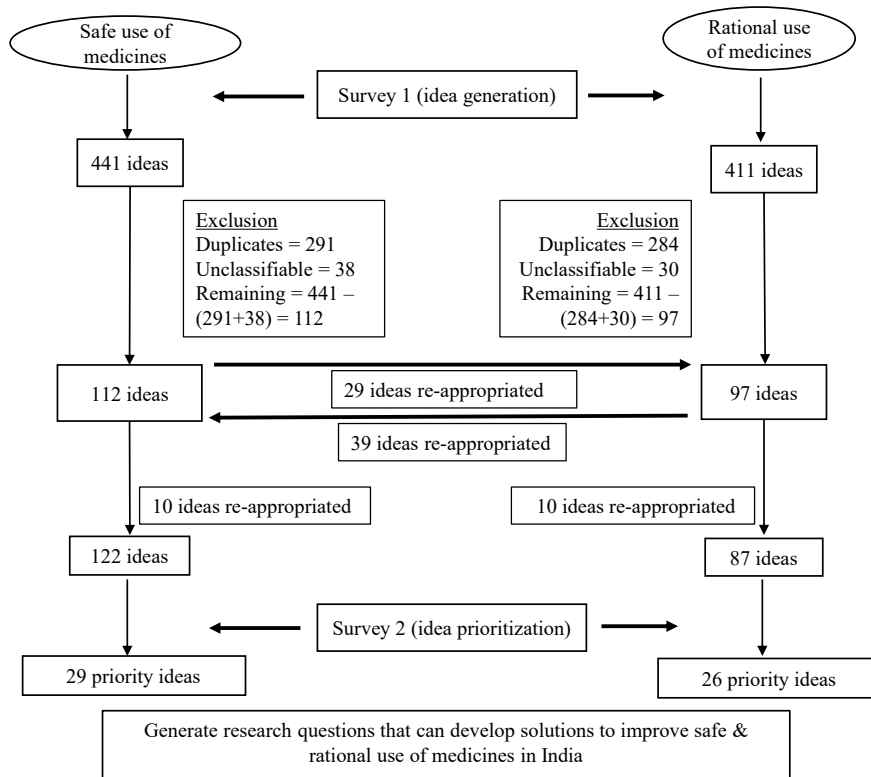 Safe use of
medicines
Rational use
of medicines
Survey 1 (idea generation)
441 ideas
411 ideas
Exclusion
Duplicates = 291
Unclassifiable = 38
Remaining = 441 –
(291+38) = 112
Exclusion
Duplicates = 284
Unclassifiable = 30
Remaining = 411 –
(284+30) = 97
112 ideas
29 ideas re-appropriated
97 ideas
39 ideas re-appropriated
10 ideas re-appropriated
10 ideas re-appropriated
122 ideas
87 ideas
Survey 2 (idea prioritization)
29 priority ideas
26 priority ideas
Generate research questions that can develop solutions to improve safe &
rational use of medicines in India